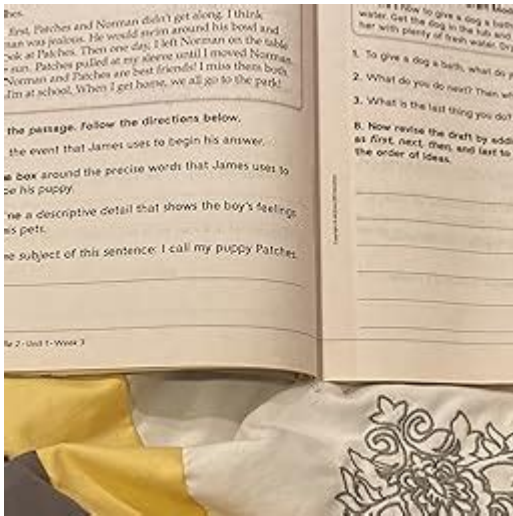 first, Patches and Norman didn't get along. I think
was jealous. He would swim around his bowl and
at Patches. Then one day, I left Norman on the table
sun. Patches pulled at my sleeve until I moved Norman.
Norman and Patches are best friends! I miss them both
I'm at school. When I get home, we all go to the park!
the passage. Follow the directions below.
the event that James uses to begin his answer.
box around the precise words that James uses to
his puppy.
a descriptive detail that shows the boy's feelings
pets.
subject of this sentence: I call my puppy Patches.
2 · Unit 1 · Week 3
how to give a dog a bath
water. Get the dog in the tub and
her with plenty of fresh water.
1. To give a dog a bath, what do
2. What do you do next? Then
3. What is the last thing you do?
B. Now revise the draft by
as first, next, then, and last to
the order of ideas.